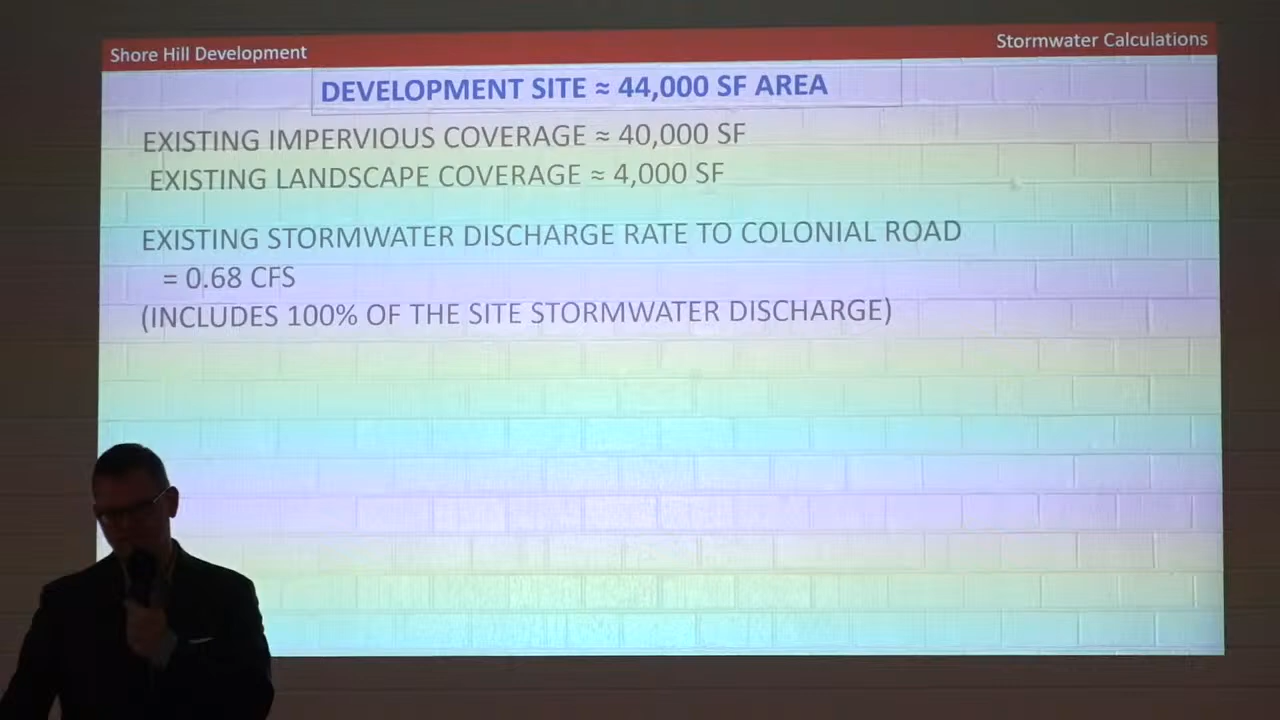 Shore Hill Development
Stormwater Calculations
DEVELOPMENT SITE ≈ 44,000 SF AREA
EXISTING IMPERVIOUS COVERAGE ≈ 40,000 SF
EXISTING LANDSCAPE COVERAGE ≈ 4,000 SF
EXISTING STORMWATER DISCHARGE RATE TO COLONIAL ROAD
= 0.68 CFS
(INCLUDES 100% OF THE SITE STORMWATER DISCHARGE)